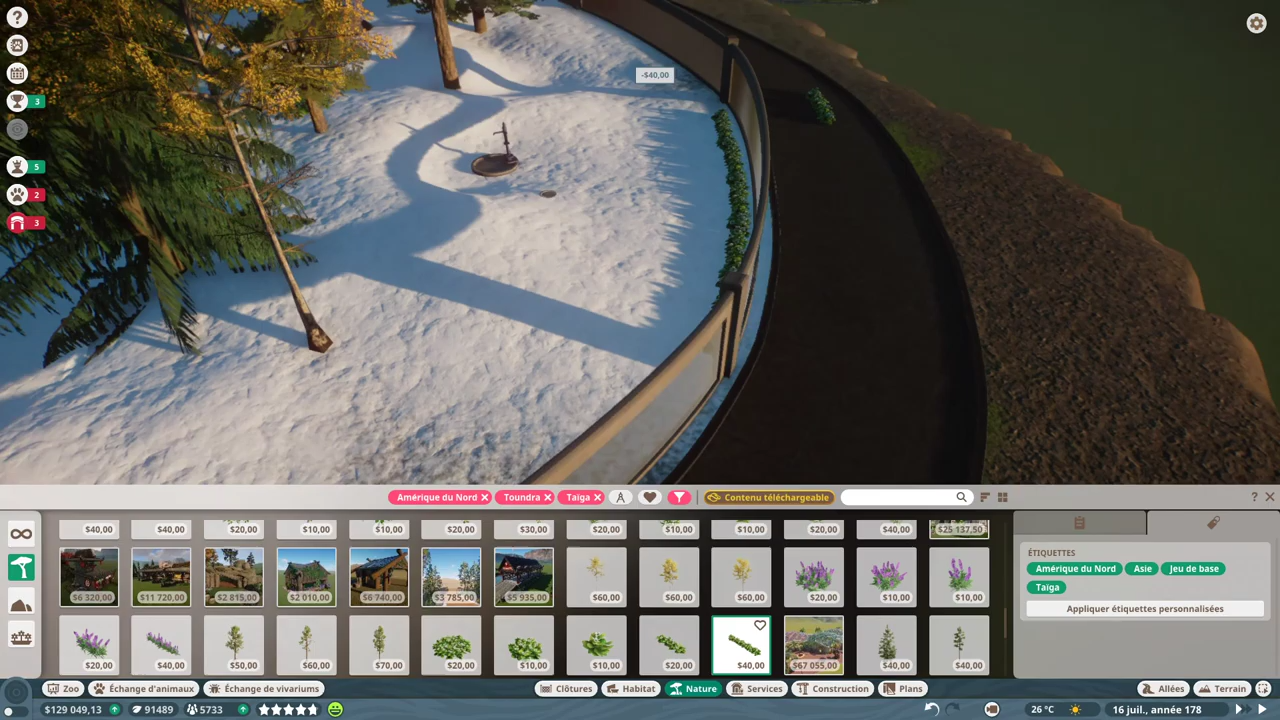 ?
3
5
2
3
-$40,00
Amérique du Nord ✕ Toundra ✕ Taïga ✕ Contenu téléchargeable ? ✕
$40,00 $40,00 $20,00 $10,00 $10,00 $20,00 $30,00 $20,00 $10,00 $10,00 $20,00 $40,00 $25 137,50
$6 320,00 $11 720,00 $2 815,00 $2 010,00 $6 740,00 $3 785,00 $5 935,00 $60,00 $60,00 $60,00 $20,00 $10,00 $10,00
$20,00 $40,00 $50,00 $60,00 $70,00 $20,00 $10,00 $10,00 $20,00 $40,00 $67 055,00 $40,00 $40,00
ÉTIQUETTES
Amérique du Nord Asie Jeu de base
Taïga
Appliquer étiquettes personnalisées
Zoo Échange d'animaux Échange de vivariums Clôtures Habitat Nature Services Construction Plans Allées Terrain
$129 049,13 91489 5733 26 °C 16 juil., année 178